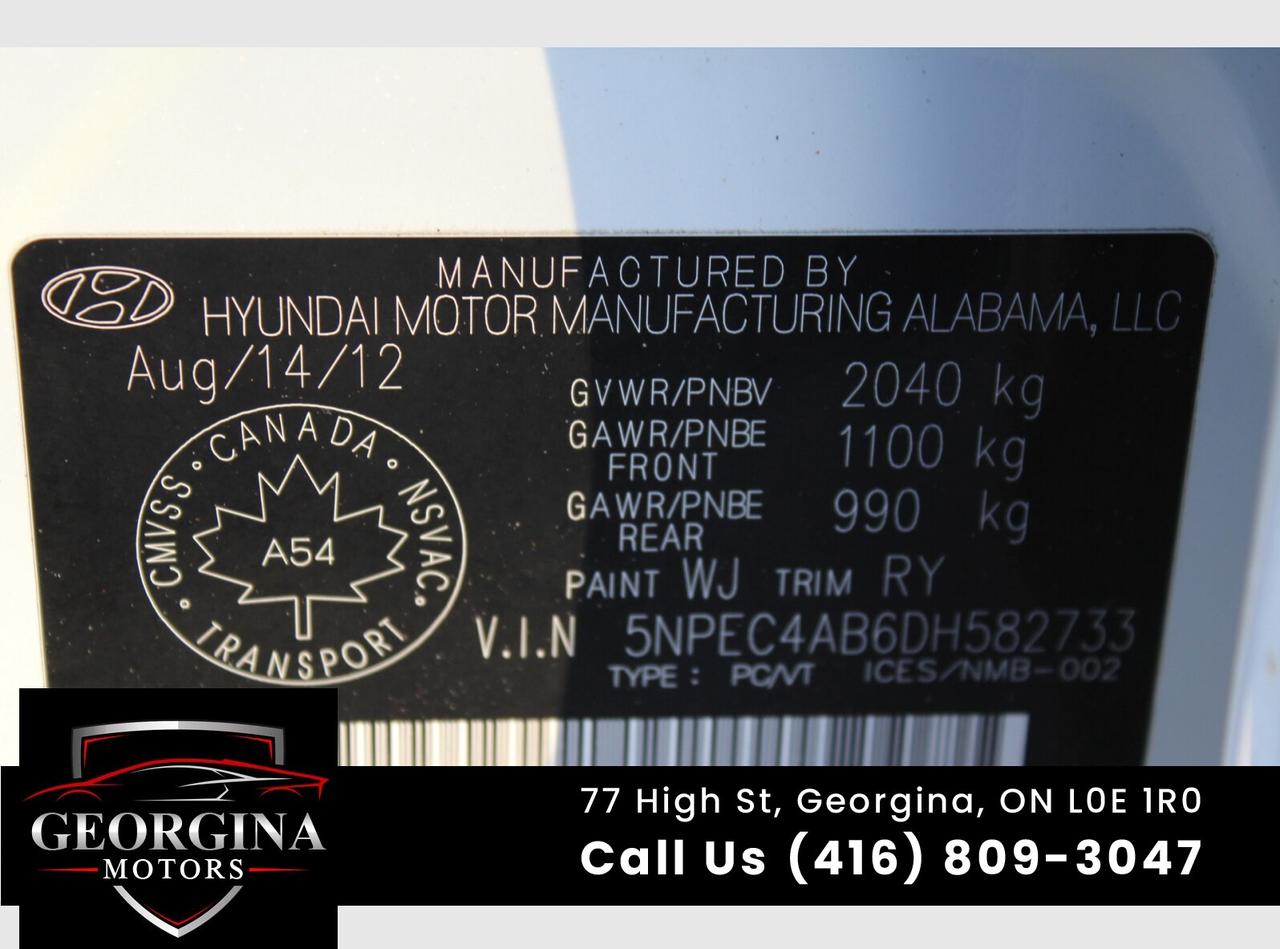 MANUFACTURED BY
HYUNDAI MOTOR MANUFACTURING ALABAMA, LLC
Aug/14/12
GVWR/PNBV 2040 kg
GAWR/PNBE FRONT 1100 kg
GAWR/PNBE REAR 990 kg
PAINT WJ TRIM RY
V.I.N 5NPEC4AB6DH582733
TYPE : PC/VT ICES/NMB-002
CANADA
CMVSS
NSVAC
A54
TRANSPORT
GEORGINA
MOTORS
77 High St, Georgina, ON L0E 1R0
Call Us (416) 809-3047